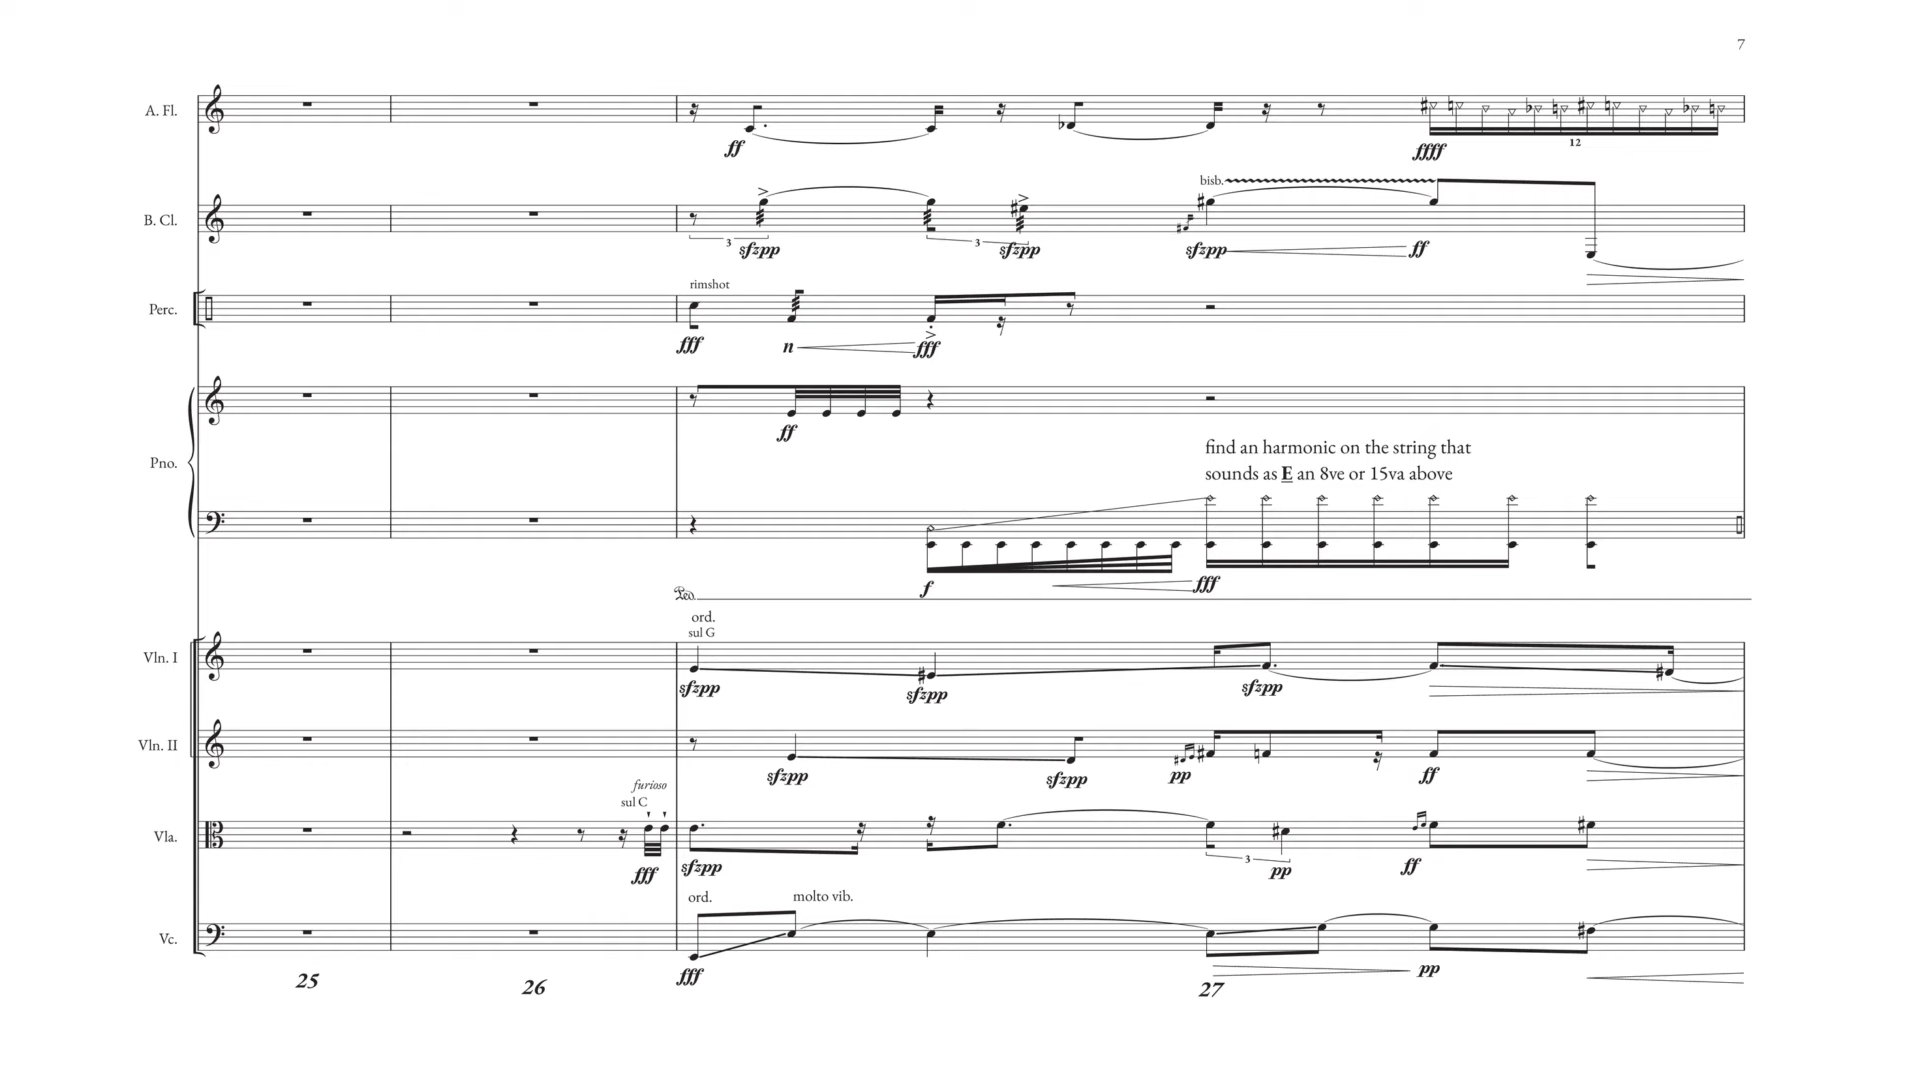 7
A. Fl.
ff
ffff
12
B. Cl.
bisb.
3
sfzpp
3
sfzpp
sfzpp
ff
rimshot
Perc.
fff
n
fff
ff
find an harmonic on the string that
sounds as E an 8ve or 15va above
Pno.
Ped.
f
fff
ord.
sul G
Vln. I
sfzpp
sfzpp
sfzpp
Vln. II
sfzpp
sfzpp
pp
ff
furioso
sul C
Vla.
fff
sfzpp
3
pp
ff
ord.
molto vib.
Vc.
fff
pp
25
26
27